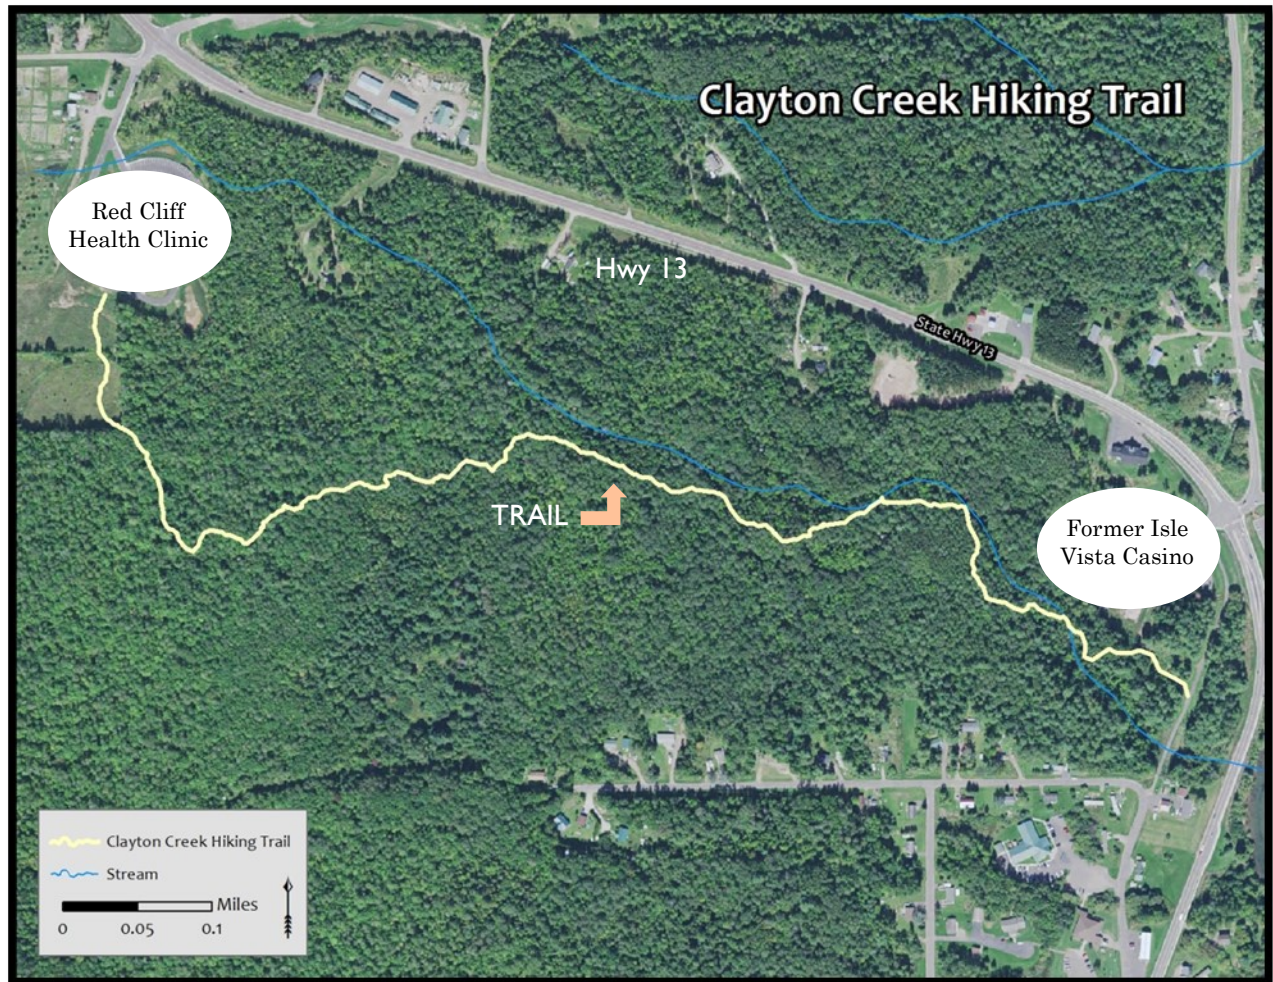 Clayton Creek Hiking Trail
Red Cliff
Health Clinic
Hwy 13
State Hwy 13
TRAIL
Former Isle
Vista Casino
Clayton Creek Hiking Trail
Stream
Miles
0 0.05 0.1